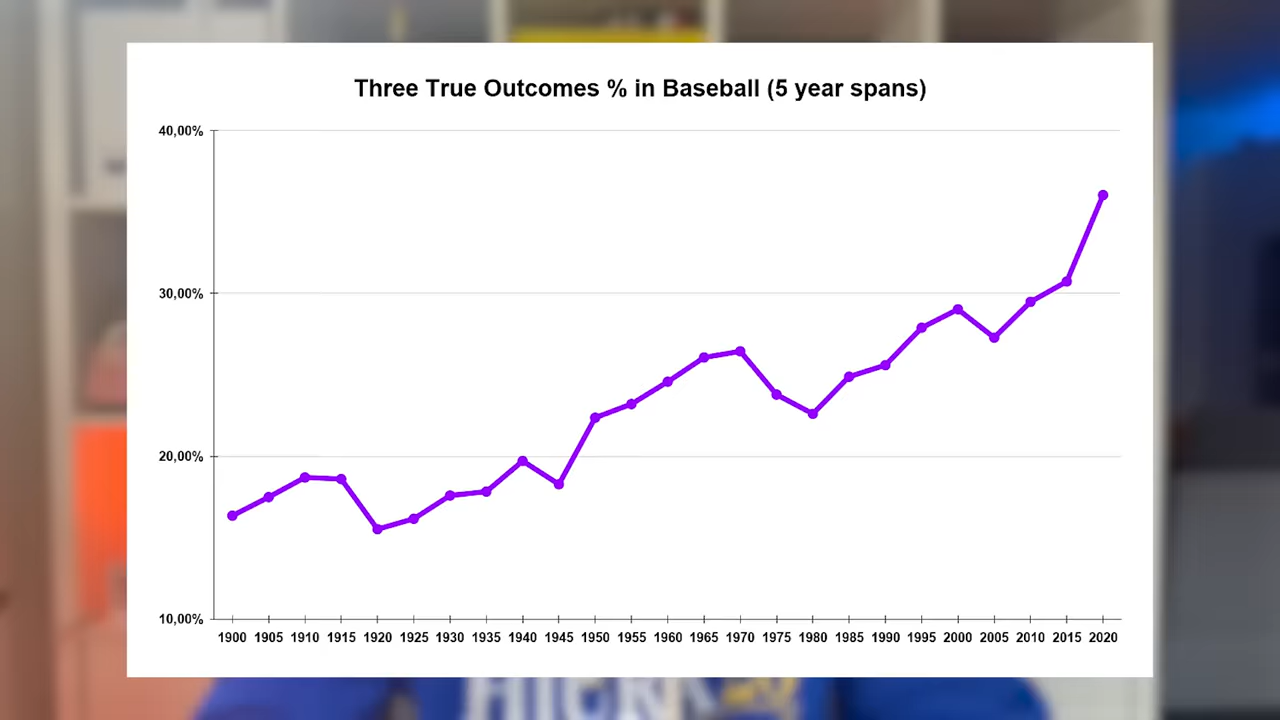 Three True Outcomes % in Baseball (5 year spans)
40,00%
30,00%
20,00%
10,00%
1900 1905 1910 1915 1920 1925 1930 1935 1940 1945 1950 1955 1960 1965 1970 1975 1980 1985 1990 1995 2000 2005 2010 2015 2020